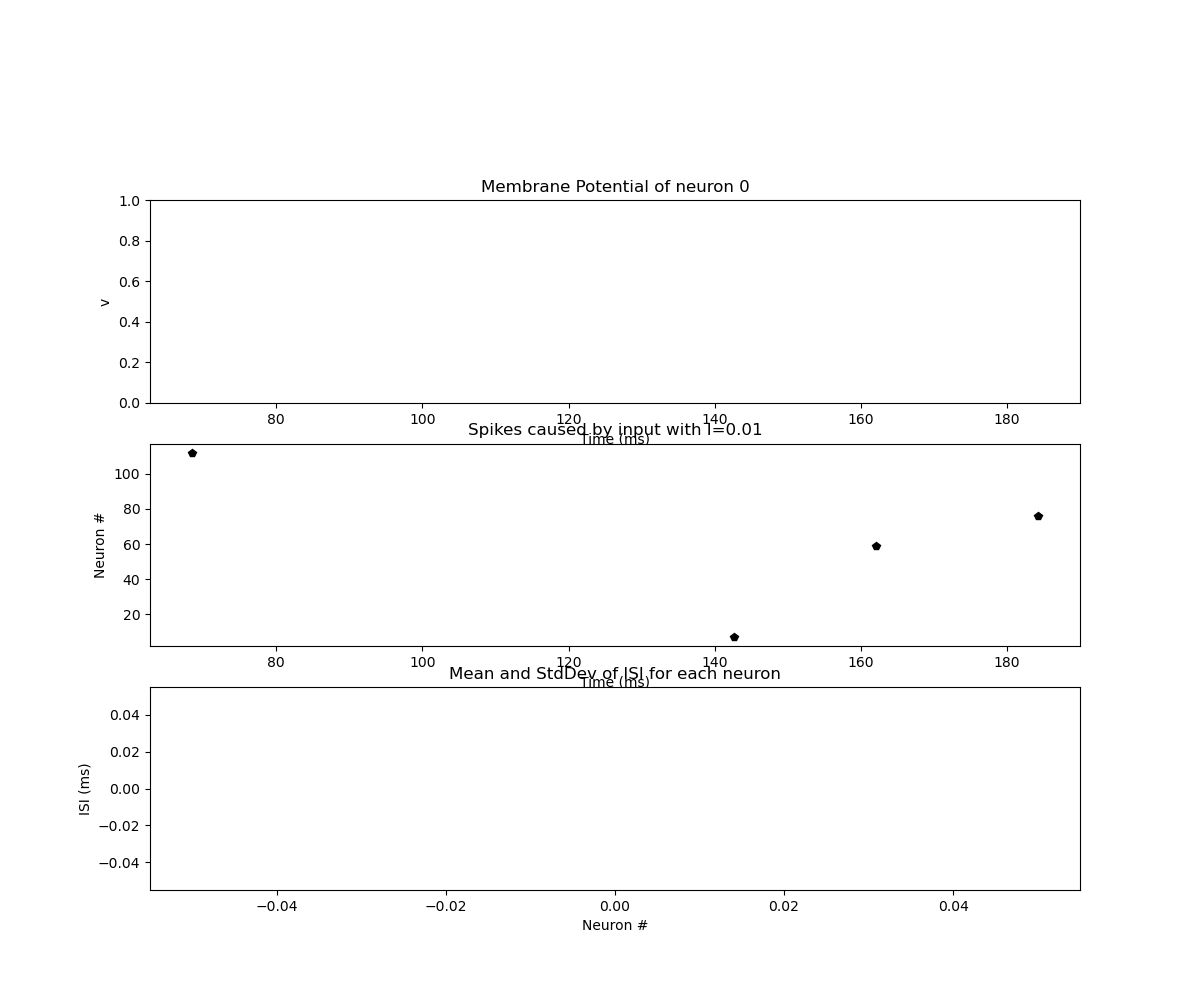 Membrane Potential of neuron 0
1.0
0.8
0.6
0.4
0.2
0.0
v
80 100 120 140 160 180
Time (ms)
Spikes caused by input with I=0.01
100
80
60
40
20
Neuron #
80 100 120 140 160 180
Time (ms)
Mean and StdDev of ISI for each neuron
0.04
0.02
0.00
−0.02
−0.04
ISI (ms)
−0.04 −0.02 0.00 0.02 0.04
Neuron #